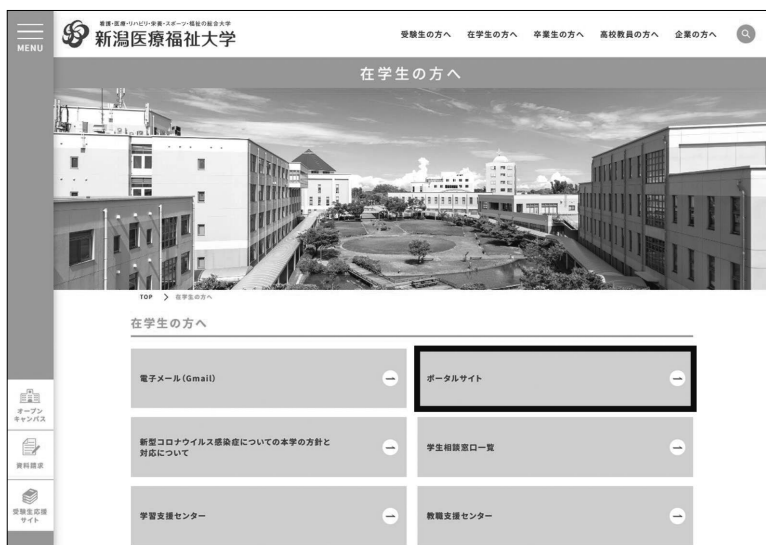 MENU
看護・医療・リハビリ・栄養・スポーツ・福祉の総合大学
新潟医療福祉大学
受験生の方へ 在学生の方へ 卒業生の方へ 高校教員の方へ 企業の方へ
在学生の方へ
TOP > 在学生の方へ
在学生の方へ
電子メール(Gmail)
ポータルサイト
新型コロナウイルス感染症についての本学の方針と
対応について
学生相談窓口一覧
学習支援センター
教職支援センター
オープン
キャンパス
資料請求
受験生応援
サイト